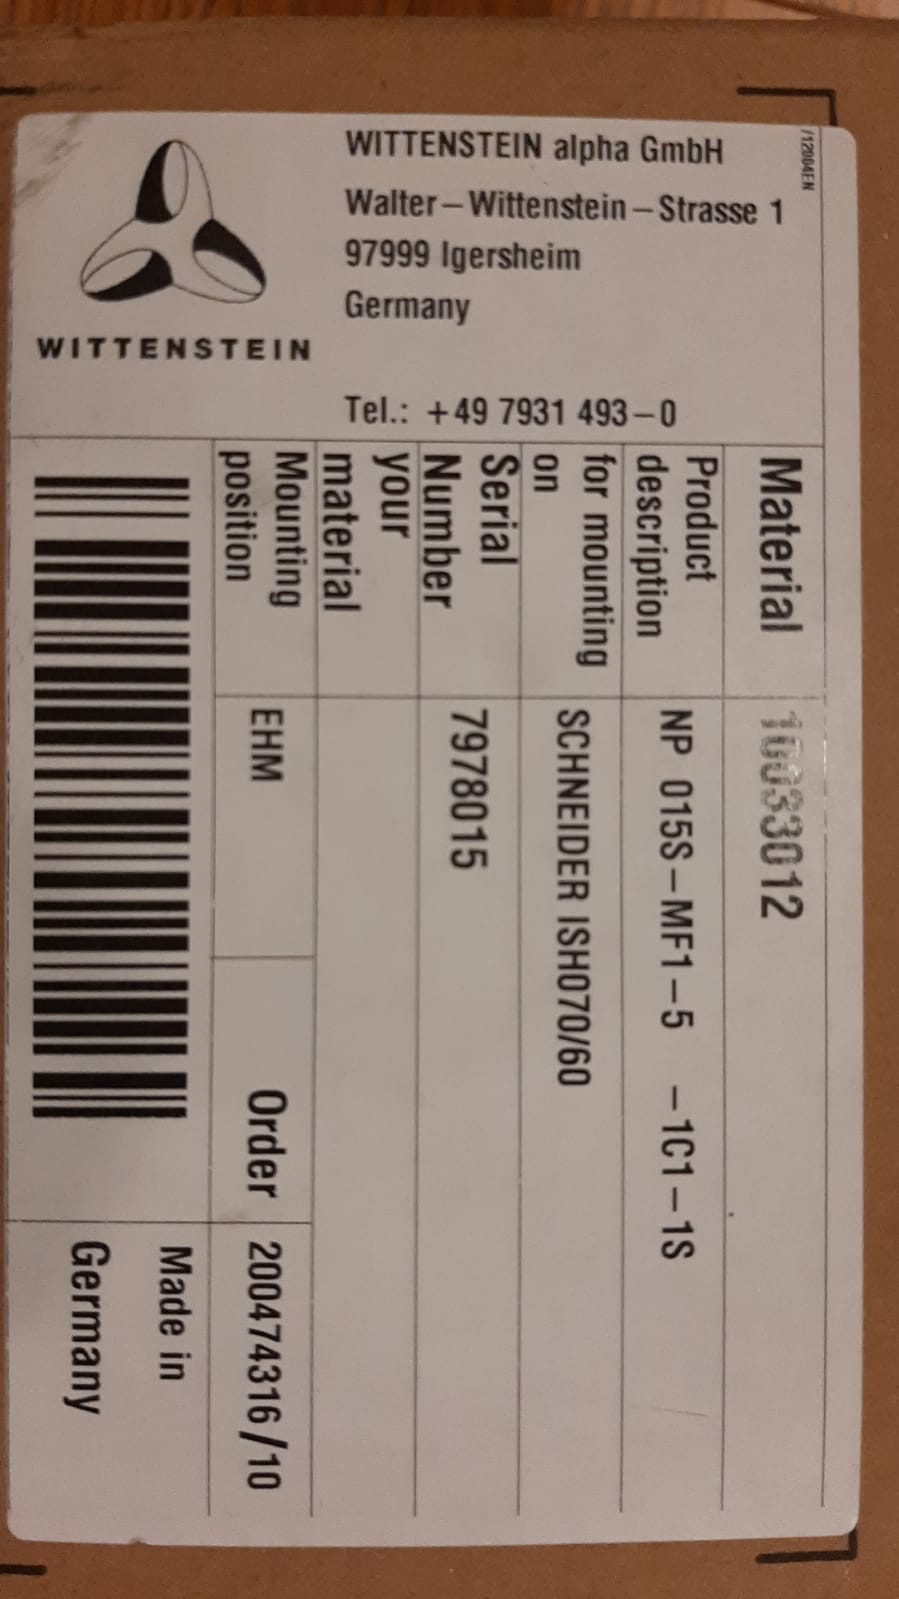 /12004EN
WITTENSTEIN alpha GmbH
Walter-Wittenstein-Strasse 1
97999 Igersheim
Germany
Tel.: +49 7931 493-0
WITTENSTEIN
Material 10033012
Product description NP 015S-MF1-5 -1C1-1S
for mounting on SCHNEIDER ISH070/60
Serial Number 7978015
your material
Mounting position EHM Order 200474316/10
Made in
Germany